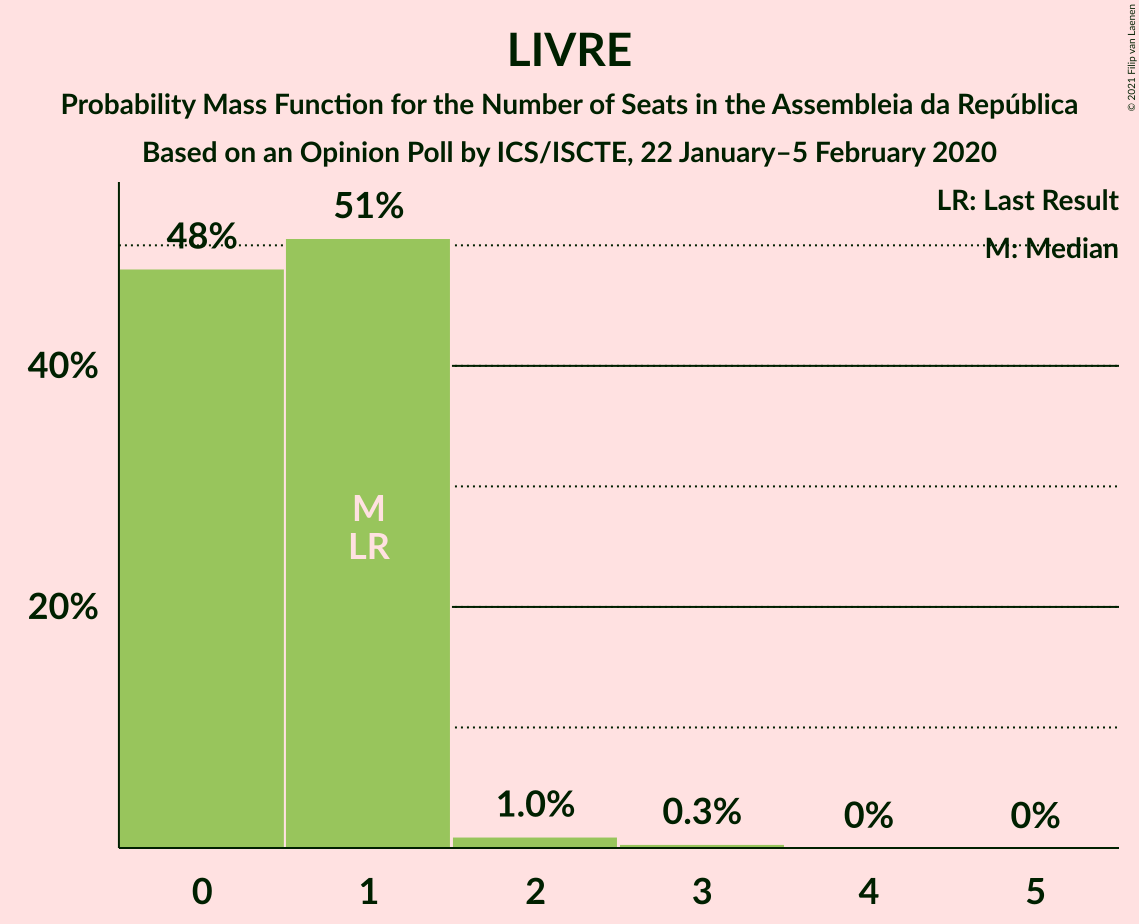 LIVRE
Probability Mass Function for the Number of Seats in the Assembleia da República
Based on an Opinion Poll by ICS/ISCTE, 22 January–5 February 2020
© 2021 Filip van Laenen
LR: Last Result
M: Median
48%
51%
1.0%
0.3%
0%
0%
M
LR
40%
20%
0
1
2
3
4
5